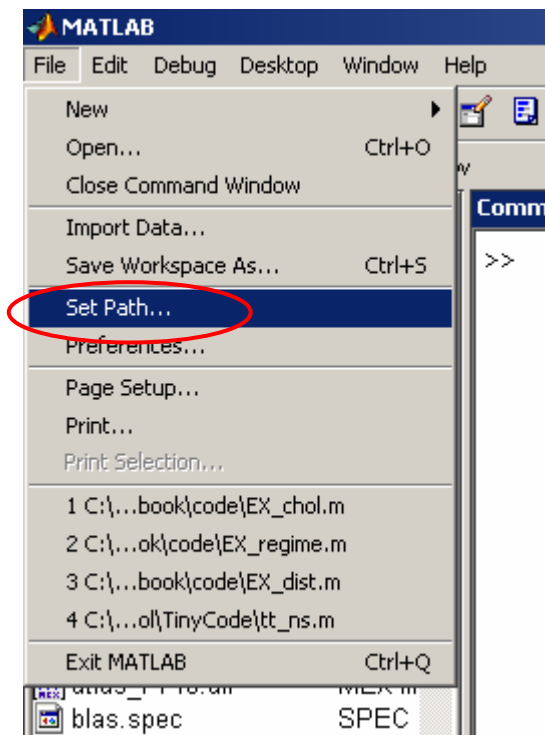 MATLAB
File Edit Debug Desktop Window Help
New
Open... Ctrl+O
Close Command Window
Comm
Import Data...
Save Workspace As... Ctrl+S
>>
Set Path...
Preferences...
Page Setup...
Print...
Print Selection...
1 C:\...book\code\EX_chol.m
2 C:\...ok\code\EX_regime.m
3 C:\...book\code\EX_dist.m
4 C:\...ol\TinyCode\tt_ns.m
Exit MATLAB Ctrl+Q
blas.spec SPEC